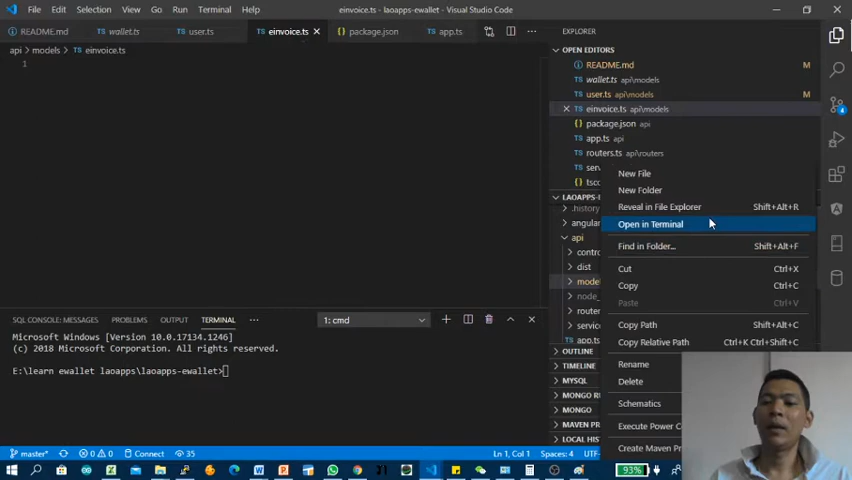 File Edit Selection View Go Run Terminal Help einvoice.ts - laoapps-ewallet - Visual Studio Code
README.md wallet.ts user.ts einvoice.ts package.json app.ts
api > models > einvoice.ts
1
EXPLORER
OPEN EDITORS
README.md M
wallet.ts api\models
user.ts api\models M
einvoice.ts api\models
package.json api
app.ts api
routers.ts api\routers
New File
New Folder
Reveal in File Explorer Shift+Alt+R
Open in Terminal
Find in Folder... Shift+Alt+F
Cut Ctrl+X
Copy Ctrl+C
Paste Ctrl+V
Copy Path Shift+Alt+C
Copy Relative Path Ctrl+K Ctrl+Shift+C
Rename
Delete
Schematics
.history
api
dist
OUTLINE
TIMELINE
MYSQL
MONGO
4
SQL CONSOLE: MESSAGES PROBLEMS OUTPUT TERMINAL ... 1: cmd
Microsoft Windows [Version 10.0.17134.1246]
(c) 2018 Microsoft Corporation. All rights reserved.
E:\learn ewallet laoapps\laoapps-ewallet>
master* 0 0 Connect 35 Ln 1, Col 1 Spaces: 4
93%